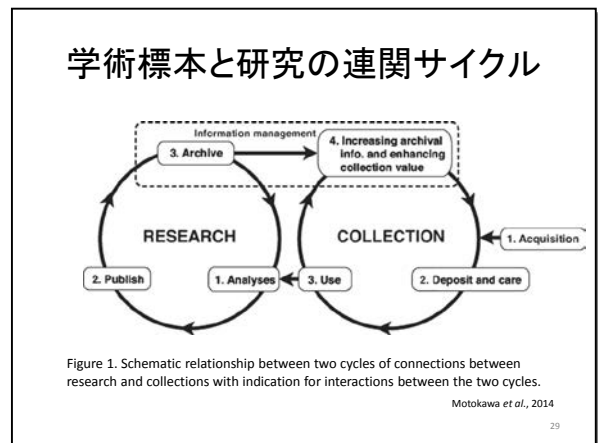 学術標本と研究の連関サイクル
Information management
3. Archive
4. Increasing archival
info. and enhancing
collection value
RESEARCH
COLLECTION
1. Acquisition
2. Publish
1. Analyses
3. Use
2. Deposit and care
Figure 1. Schematic relationship between two cycles of connections between
research and collections with indication for interactions between the two cycles.
Motokawa et al., 2014
29